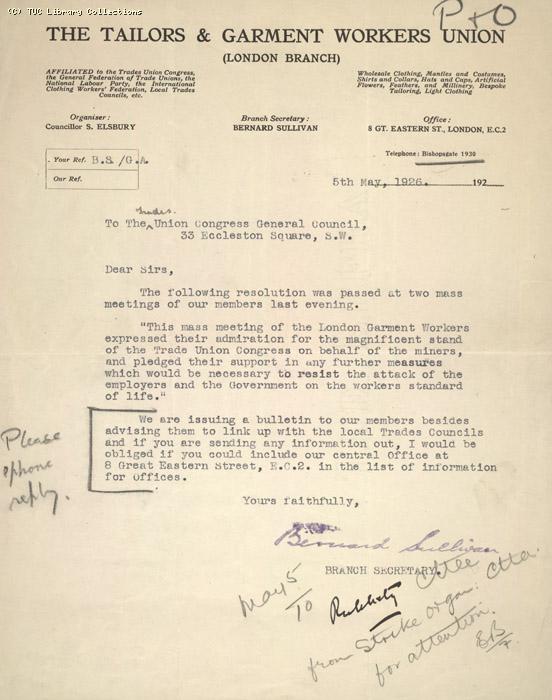 (C) TUC Library Collections
P & O
THE TAILORS & GARMENT WORKERS UNION
(LONDON BRANCH)
AFFILIATED to the Trades Union Congress,
the General Federation of Trade Unions, the
National Labour Party, the International
Clothing Workers' Federation, Local Trades
Councils, etc.
Wholesale Clothing, Mantles and Costumes,
Shirts and Collars, Hats and Caps, Artificial
Flowers, Feathers, and Millinery, Bespoke
Tailoring, Light Clothing
Organiser :
Councillor S. ELSBURY
Branch Secretary :
BERNARD SULLIVAN
Office :
8 GT. EASTERN ST., LONDON, E.C.2
Telephone : Bishopsgate 1930
Your Ref. B.S./G.A.
Our Ref.
5th May, 1926. 192
Trades
To The Union Congress General Council,
33 Eccleston Square, S.W.
Dear Sirs,
The following resolution was passed at two mass
meetings of our members last evening.
"This mass meeting of the London Garment Workers
expressed their admiration for the magnificent stand
of the Trade Union Congress on behalf of the miners,
and pledged their support in any further measures
which would be necessary to resist the attack of the
employers and the Government on the workers standard
of life."
We are issuing a bulletin to our members besides
advising them to link up with the local Trades Councils
and if you are sending any information out, I would be
obliged if you could include our central Office at
8 Great Eastern Street, E.C.2. in the list of information
for Offices.
Please
phone
reply.
Yours faithfully,
Bernard Sullivan
BRANCH SECRETARY.
May 5
10
Publicity Cttee
from Strike Organ. Cttee.
for attention.